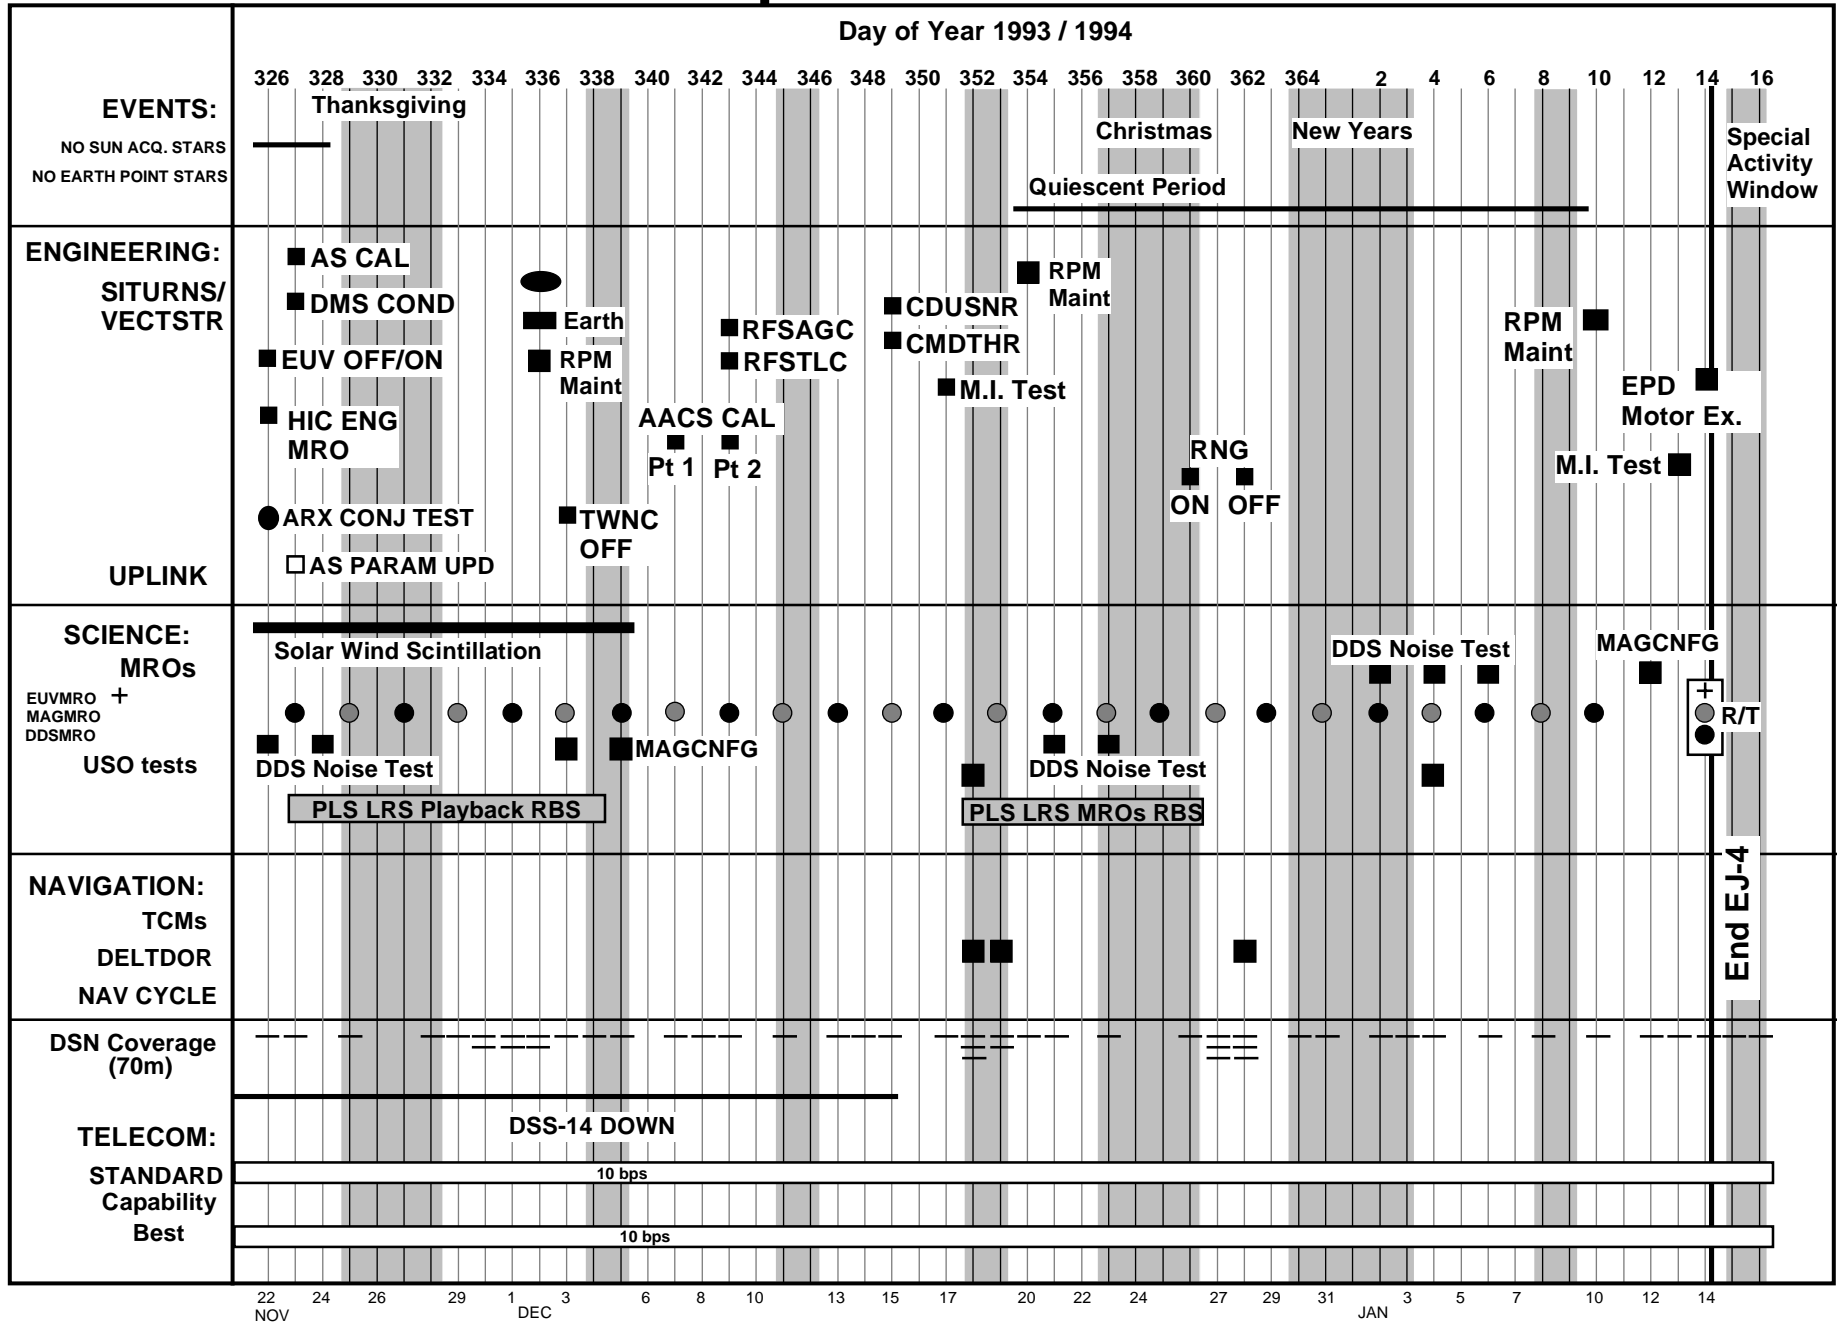 Day of Year 1993 / 1994
326 328 330 332 334 336 338 340 342 344 346 348 350 352 354 356 358 360 362 364 2 4 6 8 10 12 14 16
EVENTS:
Thanksgiving
Christmas
New Years
Special
Activity
Window
NO SUN ACQ. STARS
NO EARTH POINT STARS
Quiescent Period
ENGINEERING:
SITURNS/
VECTSTR
AS CAL
DMS COND
EUV OFF/ON
HIC ENG
MRO
ARX CONJ TEST
AS PARAM UPD
Earth
RPM
Maint
TWNC
OFF
RFSAGC
RFSTLC
AACS CAL
Pt 1
Pt 2
CDUSNR
CMDTHR
M.I. Test
RPM
Maint
RNG
ON
OFF
RPM
Maint
EPD
Motor Ex.
M.I. Test
UPLINK
SCIENCE:
MROs
EUVMRO +
MAGMRO
DDSMRO
USO tests
Solar Wind Scintillation
DDS Noise Test
MAGCNFG
+
R/T
DDS Noise Test
MAGCNFG
DDS Noise Test
PLS LRS Playback RBS
PLS LRS MROs RBS
NAVIGATION:
TCMs
DELTDOR
NAV CYCLE
End EJ-4
DSN Coverage
(70m)
DSS-14 DOWN
TELECOM:
STANDARD
Capability
10 bps
Best
10 bps
22 24 26 29 1 3 6 8 10 13 15 17 20 22 24 27 29 31 3 5 7 10 12 14
NOV DEC JAN